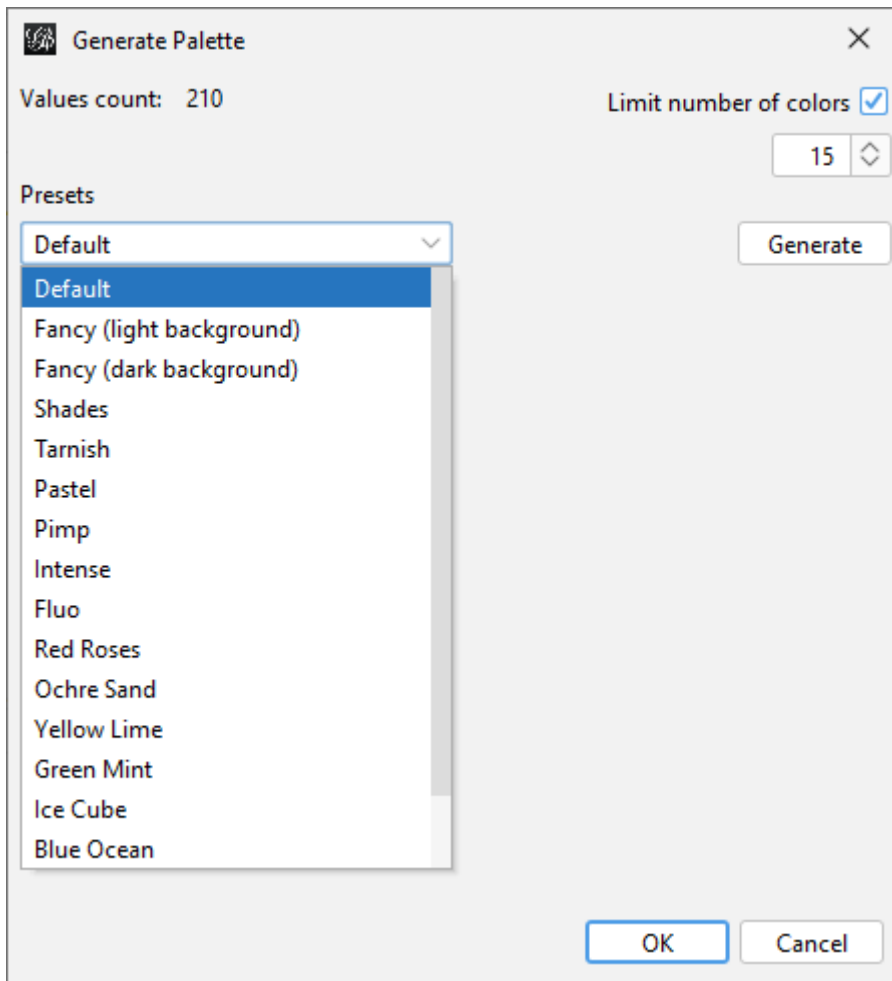 Generate Palette
Values count: 210
Limit number of colors
15
Presets
Default
Generate
Default
Fancy (light background)
Fancy (dark background)
Shades
Tarnish
Pastel
Pimp
Intense
Fluo
Red Roses
Ochre Sand
Yellow Lime
Green Mint
Ice Cube
Blue Ocean
OK
Cancel